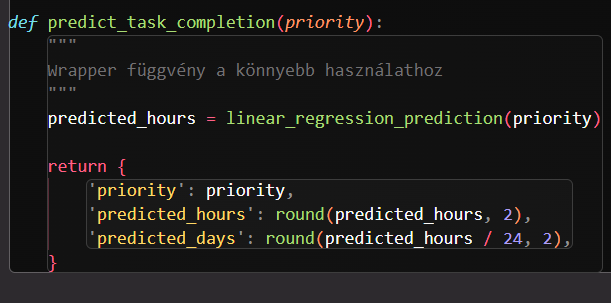 def predict_task_completion(priority):
"""
Wrapper függvény a könnyebb használathoz
"""
predicted_hours = linear_regression_prediction(priority)
return {
'priority': priority,
'predicted_hours': round(predicted_hours, 2),
'predicted_days': round(predicted_hours / 24, 2),
}